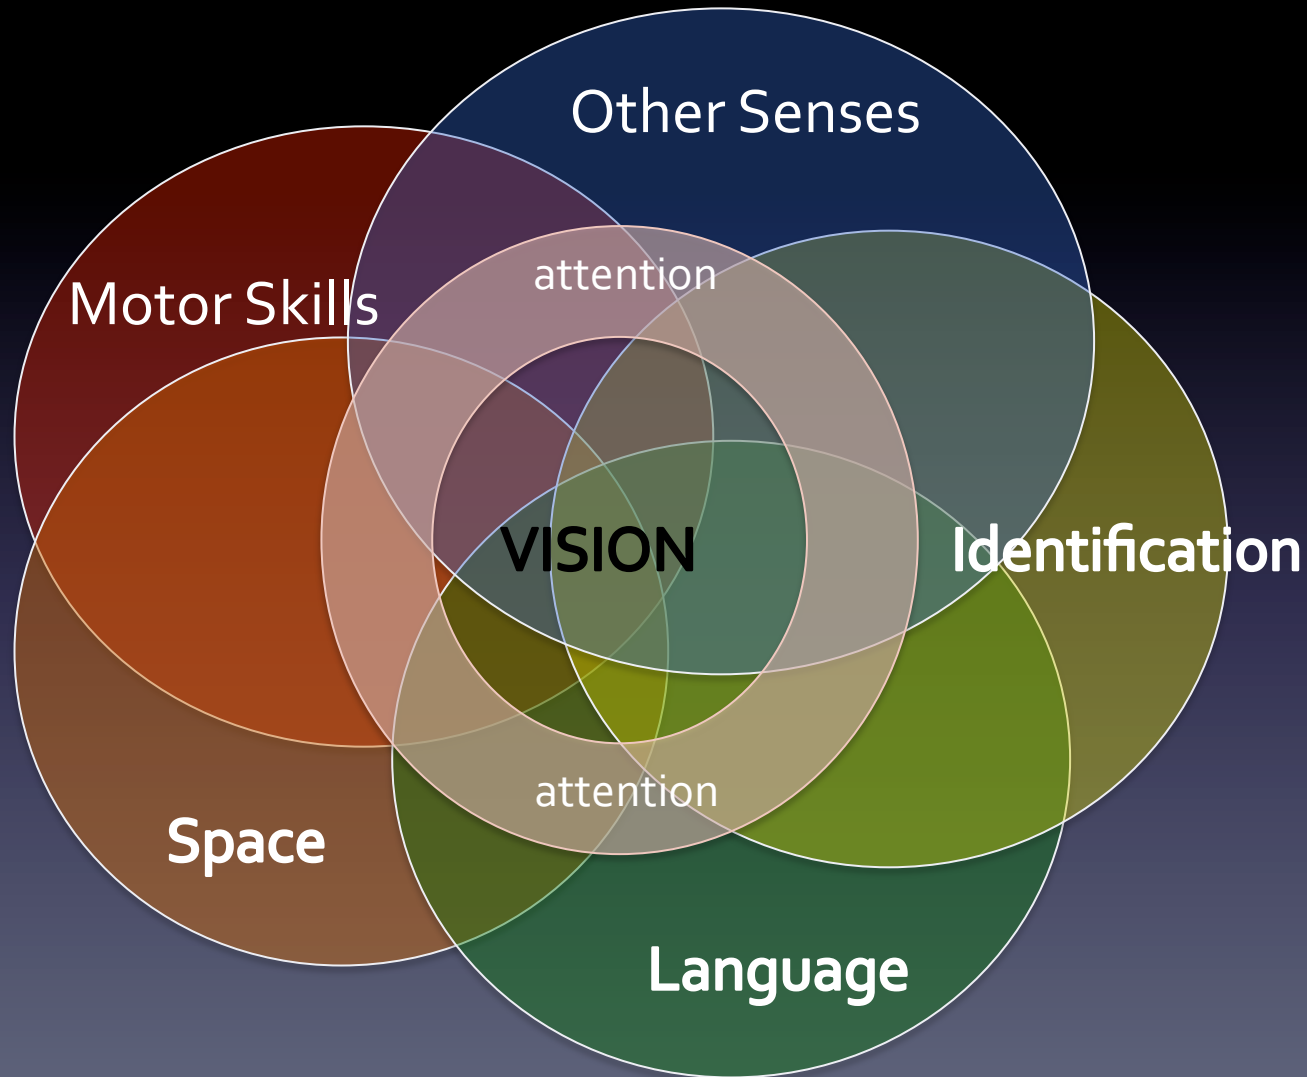 Other Senses
attention
Motor Skills
VISION
Identification
attention
Space
Language